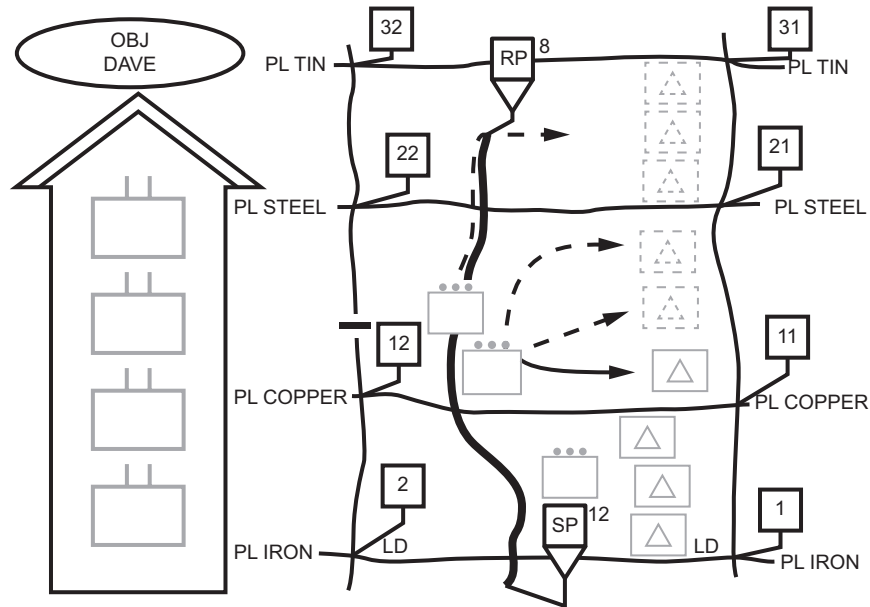 OBJ
DAVE
32
31
PL TIN
RP
8
PL TIN
22
21
PL STEEL
PL STEEL
12
11
PL COPPER
PL COPPER
2
SP
12
1
PL IRON
LD
LD
PL IRON